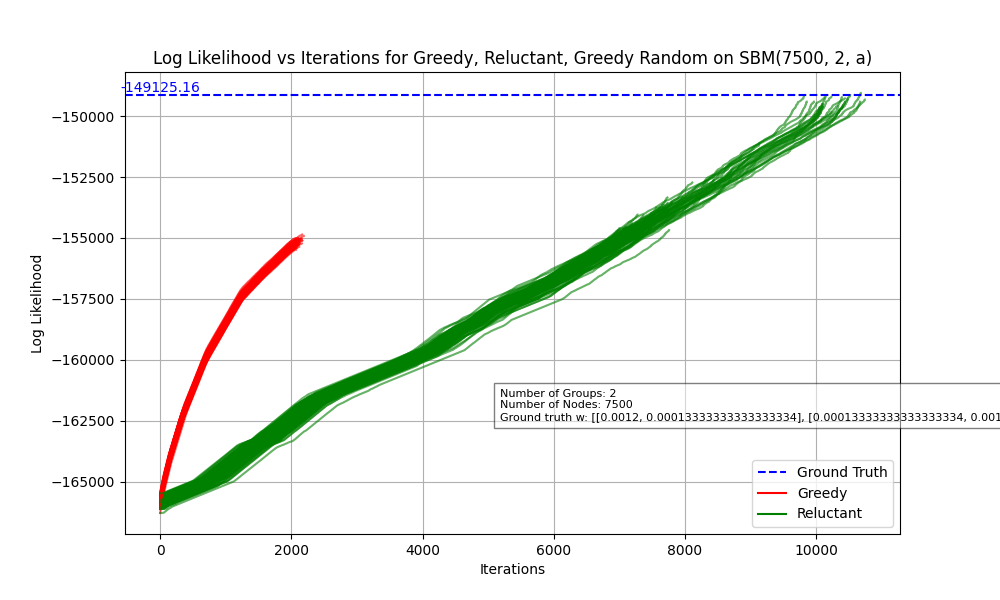 Log Likelihood vs Iterations for Greedy, Reluctant, Greedy Random on SBM(7500, 2, a)
-149125.16
−150000
−152500
−155000
−157500
−160000
−162500
−165000
Log Likelihood
Number of Groups: 2
Number of Nodes: 7500
Ground truth w: [[0.0012, 0.00013333333333333334], [0.00013333333333333334, 0.001
Ground Truth
Greedy
Reluctant
0 2000 4000 6000 8000 10000
Iterations